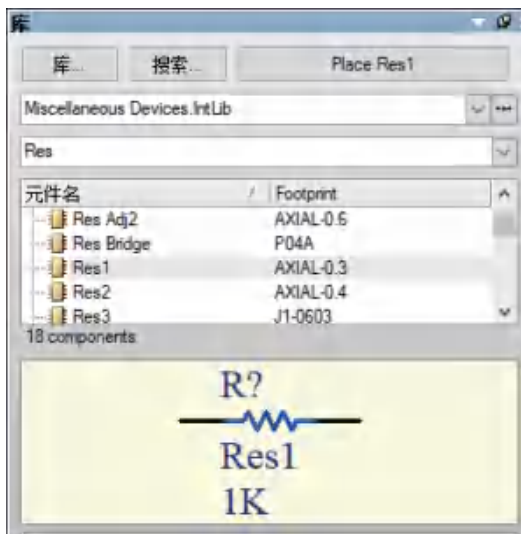 库
库... 搜索... Place Res1
Miscellaneous Devices.IntLib
Res
元件名 / Footprint
Res Adj2 AXIAL-0.6
Res Bridge P04A
Res1 AXIAL-0.3
Res2 AXIAL-0.4
Res3 J1-0603
18 components
R?
Res1
1K